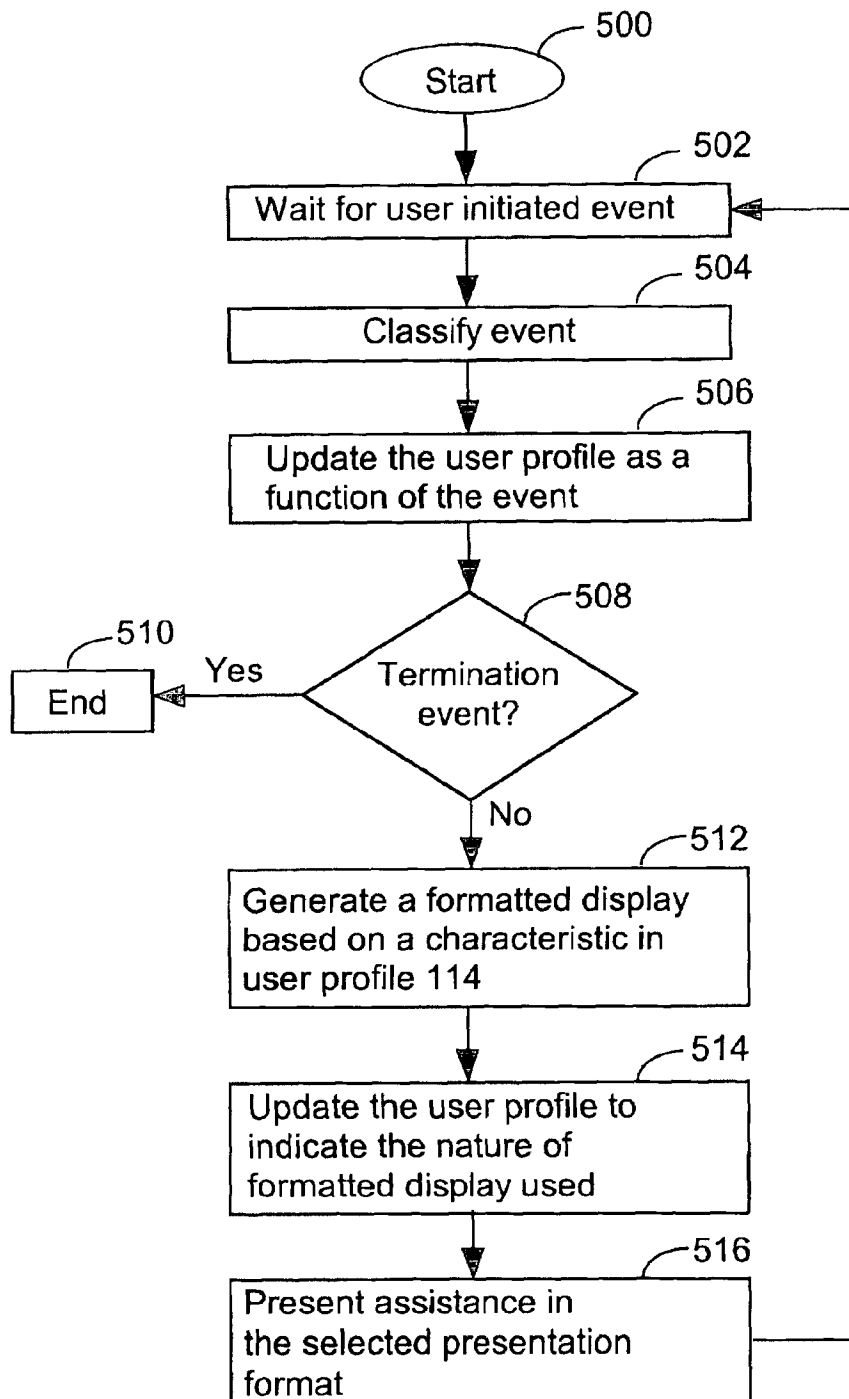 500
Start
502
Wait for user initiated event
504
Classify event
506
Update the user profile as a
function of the event
508
510
Yes
Termination
event?
End
No
512
Generate a formatted display
based on a characteristic in
user profile 114
514
Update the user profile to
indicate the nature of
formatted display used
516
Present assistance in
the selected presentation
format